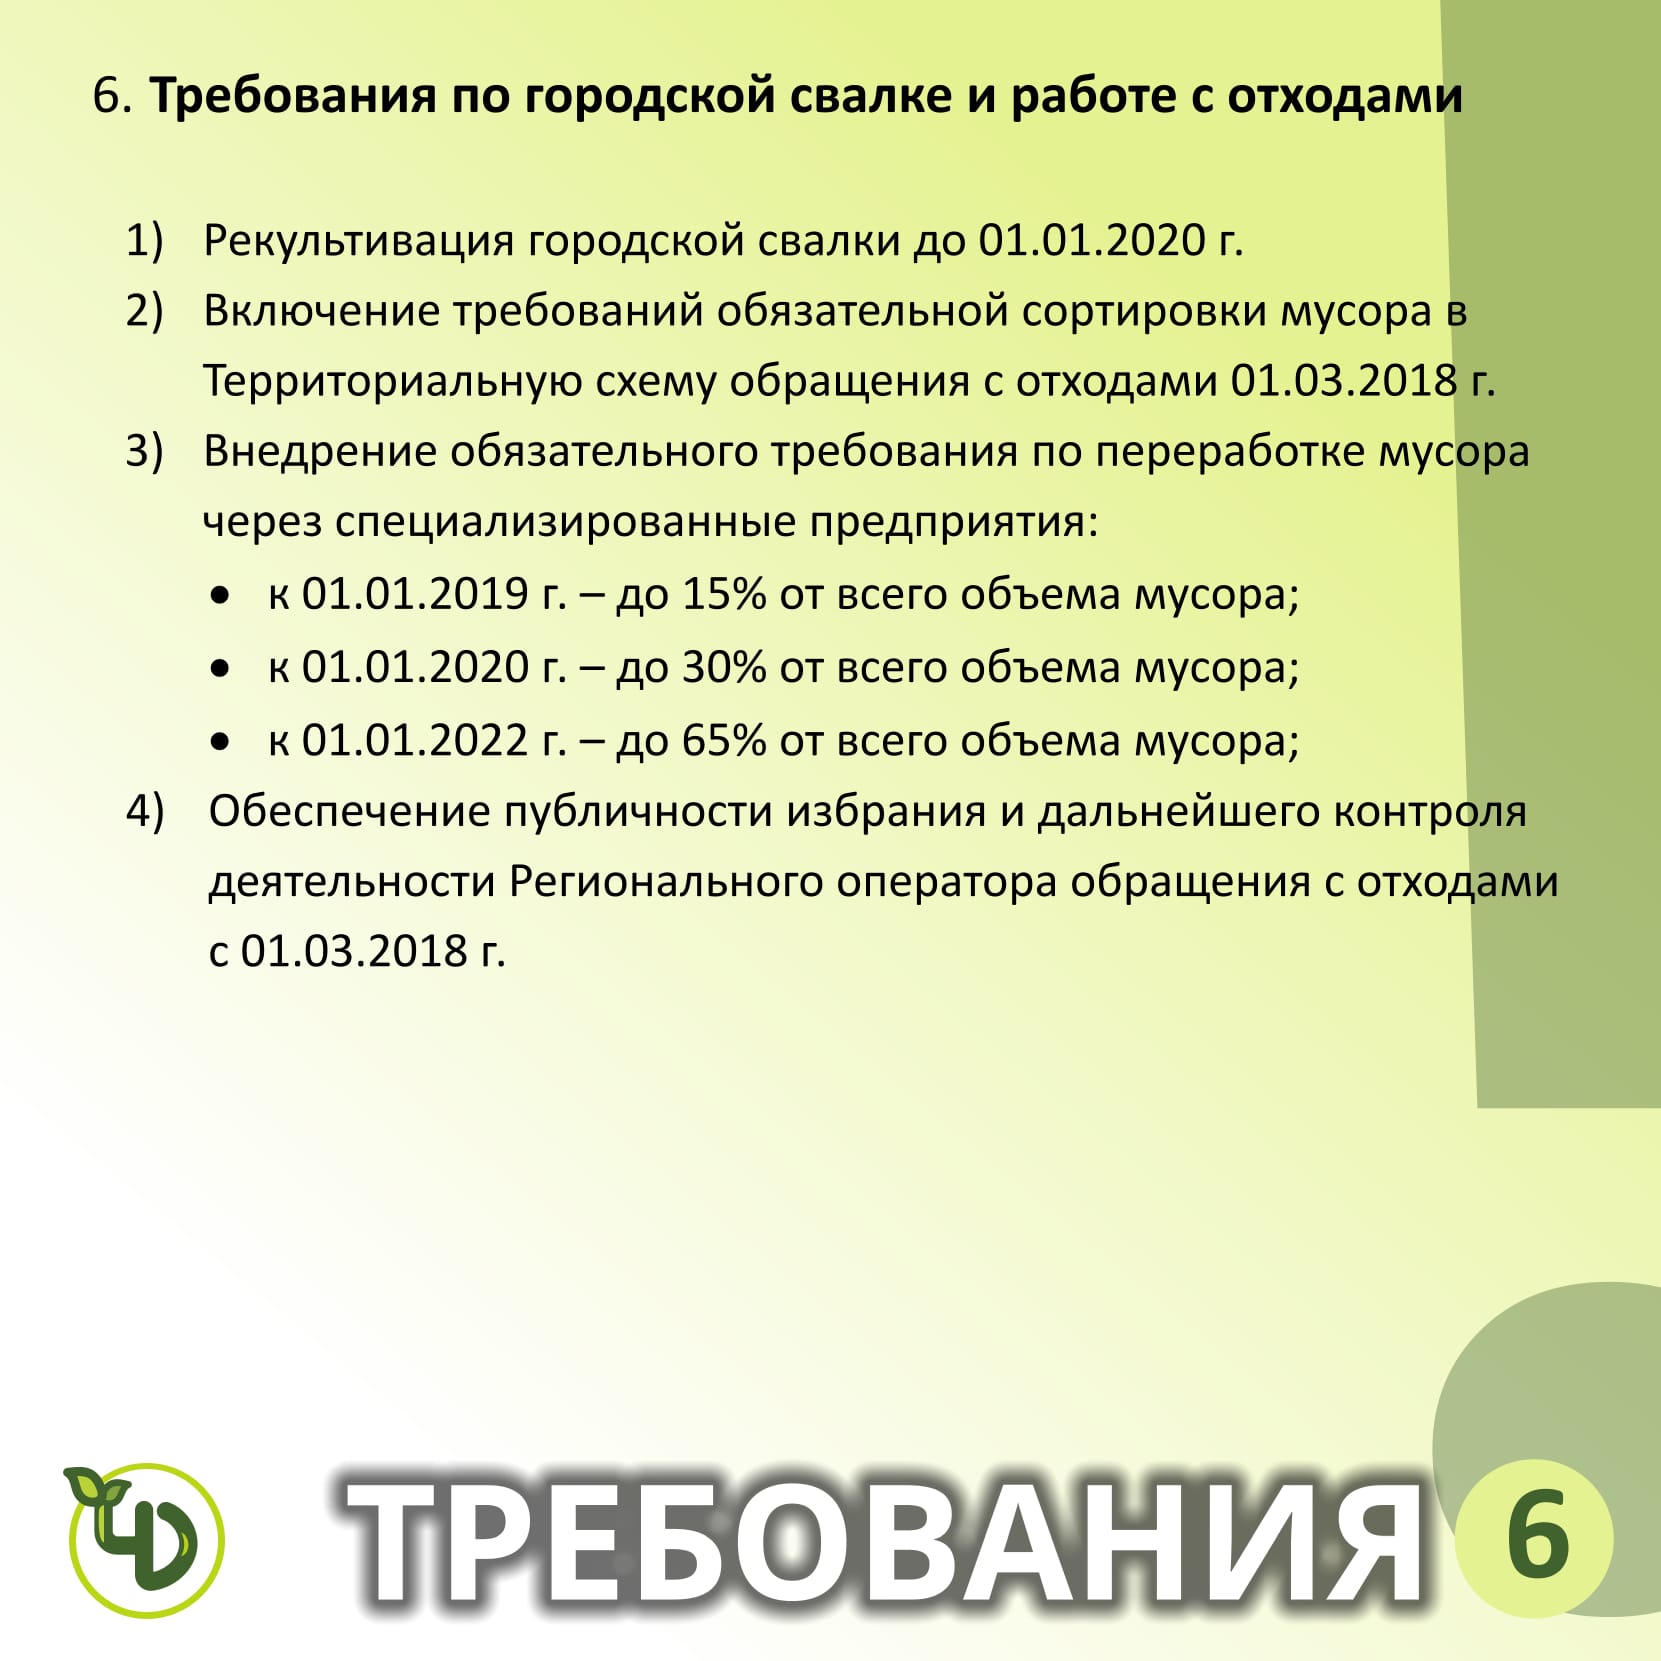 6. Требования по городской свалке и работе с отходами
1) Рекультивация городской свалки до 01.01.2020 г.
2) Включение требований обязательной сортировки мусора в
Территориальную схему обращения с отходами 01.03.2018 г.
3) Внедрение обязательного требования по переработке мусора
через специализированные предприятия:
• к 01.01.2019 г. – до 15% от всего объема мусора;
• к 01.01.2020 г. – до 30% от всего объема мусора;
• к 01.01.2022 г. – до 65% от всего объема мусора;
4) Обеспечение публичности избрания и дальнейшего контроля
деятельности Регионального оператора обращения с отходами
с 01.03.2018 г.
ТРЕБОВАНИЯ 6